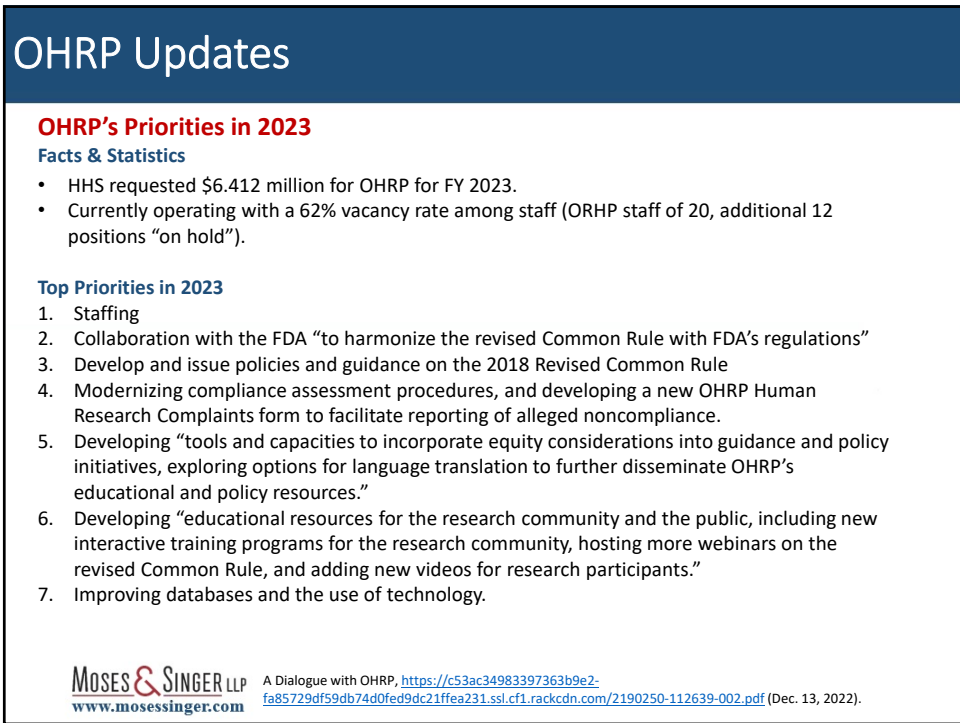 OHRP Updates
OHRP’s Priorities in 2023
Facts & Statistics
• HHS requested $6.412 million for OHRP for FY 2023.
• Currently operating with a 62% vacancy rate among staff (ORHP staff of 20, additional 12
positions “on hold”).
Top Priorities in 2023
1. Staffing
2. Collaboration with the FDA “to harmonize the revised Common Rule with FDA’s regulations”
3. Develop and issue policies and guidance on the 2018 Revised Common Rule
4. Modernizing compliance assessment procedures, and developing a new OHRP Human
Research Complaints form to facilitate reporting of alleged noncompliance.
5. Developing “tools and capacities to incorporate equity considerations into guidance and policy
initiatives, exploring options for language translation to further disseminate OHRP’s
educational and policy resources.”
6. Developing “educational resources for the research community and the public, including new
interactive training programs for the research community, hosting more webinars on the
revised Common Rule, and adding new videos for research participants.”
7. Improving databases and the use of technology.
MOSES & SINGER LLP
www.mosessinger.com
A Dialogue with OHRP, https://c53ac34983397363b9e2-
fa85729df59db74d0fed9dc21ffea231.ssl.cf1.rackcdn.com/2190250-112639-002.pdf (Dec. 13, 2022).